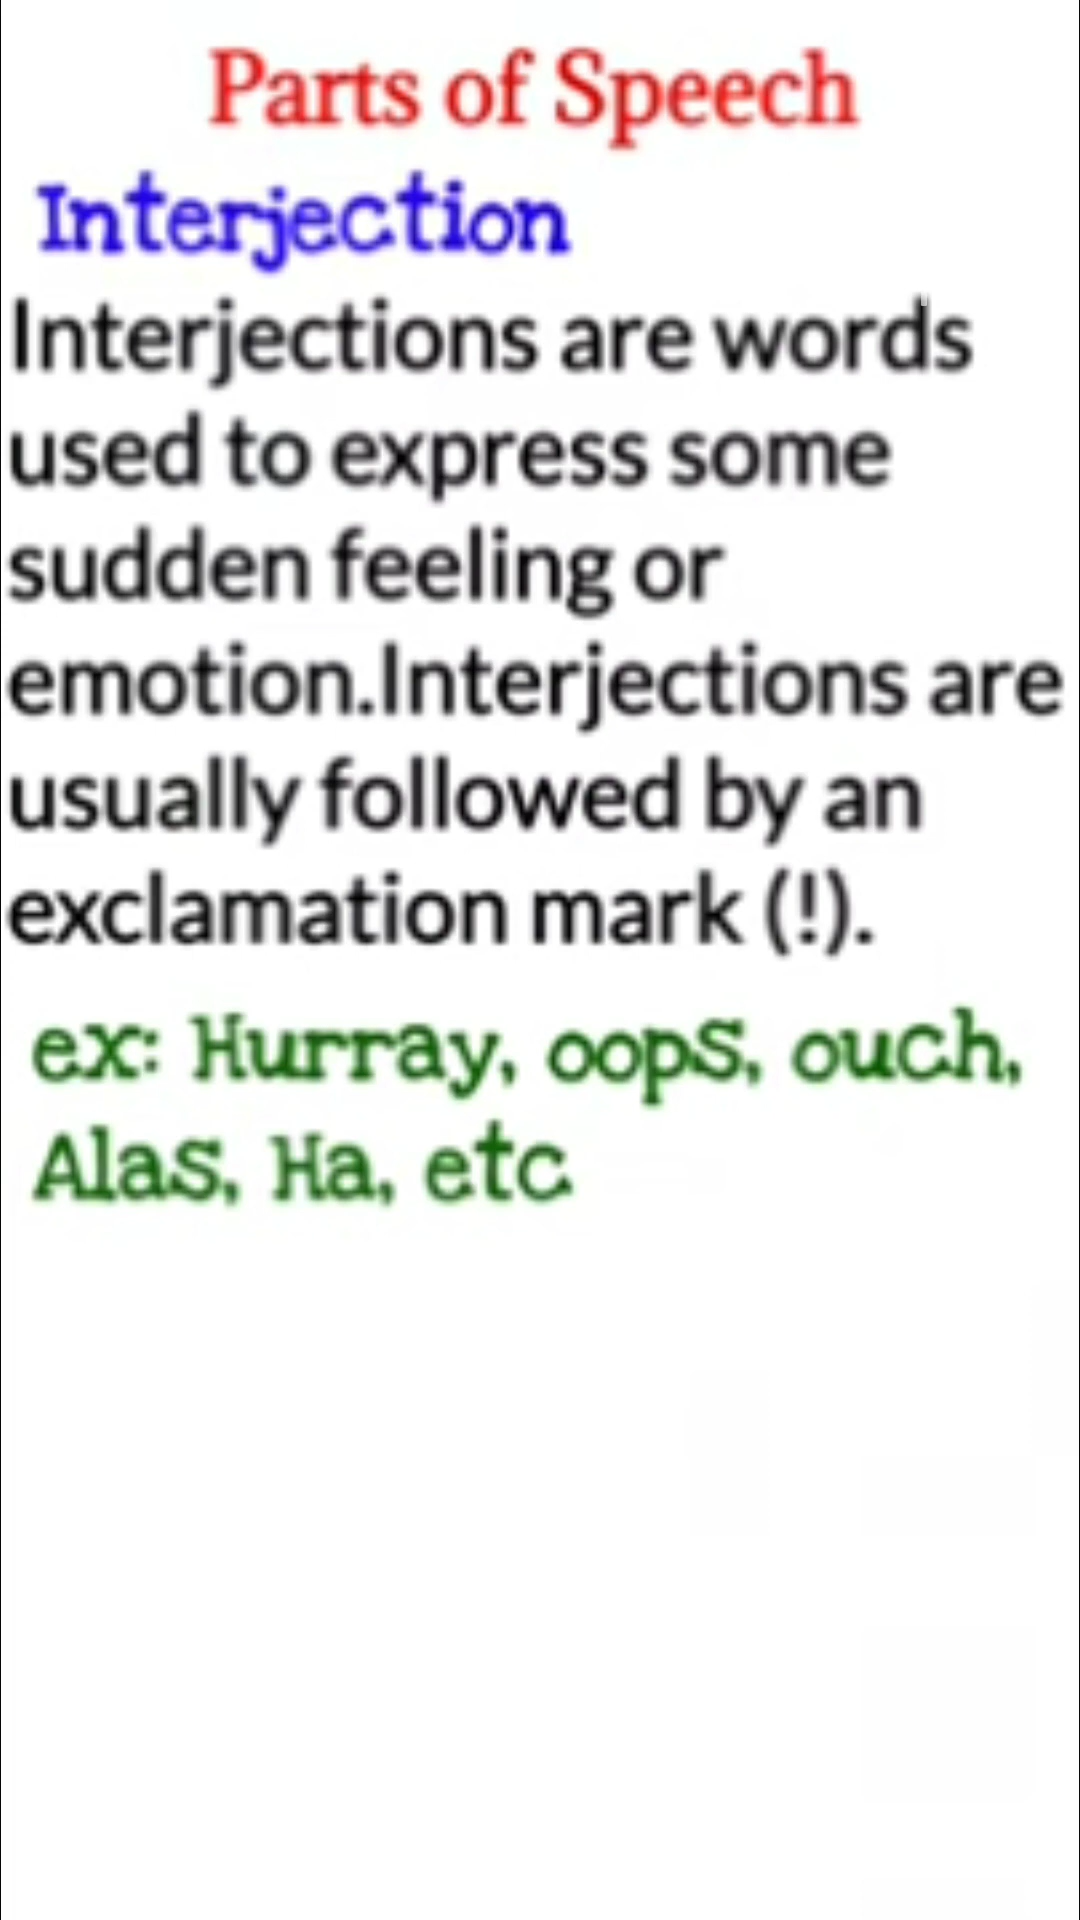 Parts of Speech
Interjection
Interjections are words
used to express some
sudden feeling or
emotion.Interjections are
usually followed by an
exclamation mark (!).
ex: Hurray, oops, ouch,
Alas, Ha, etc